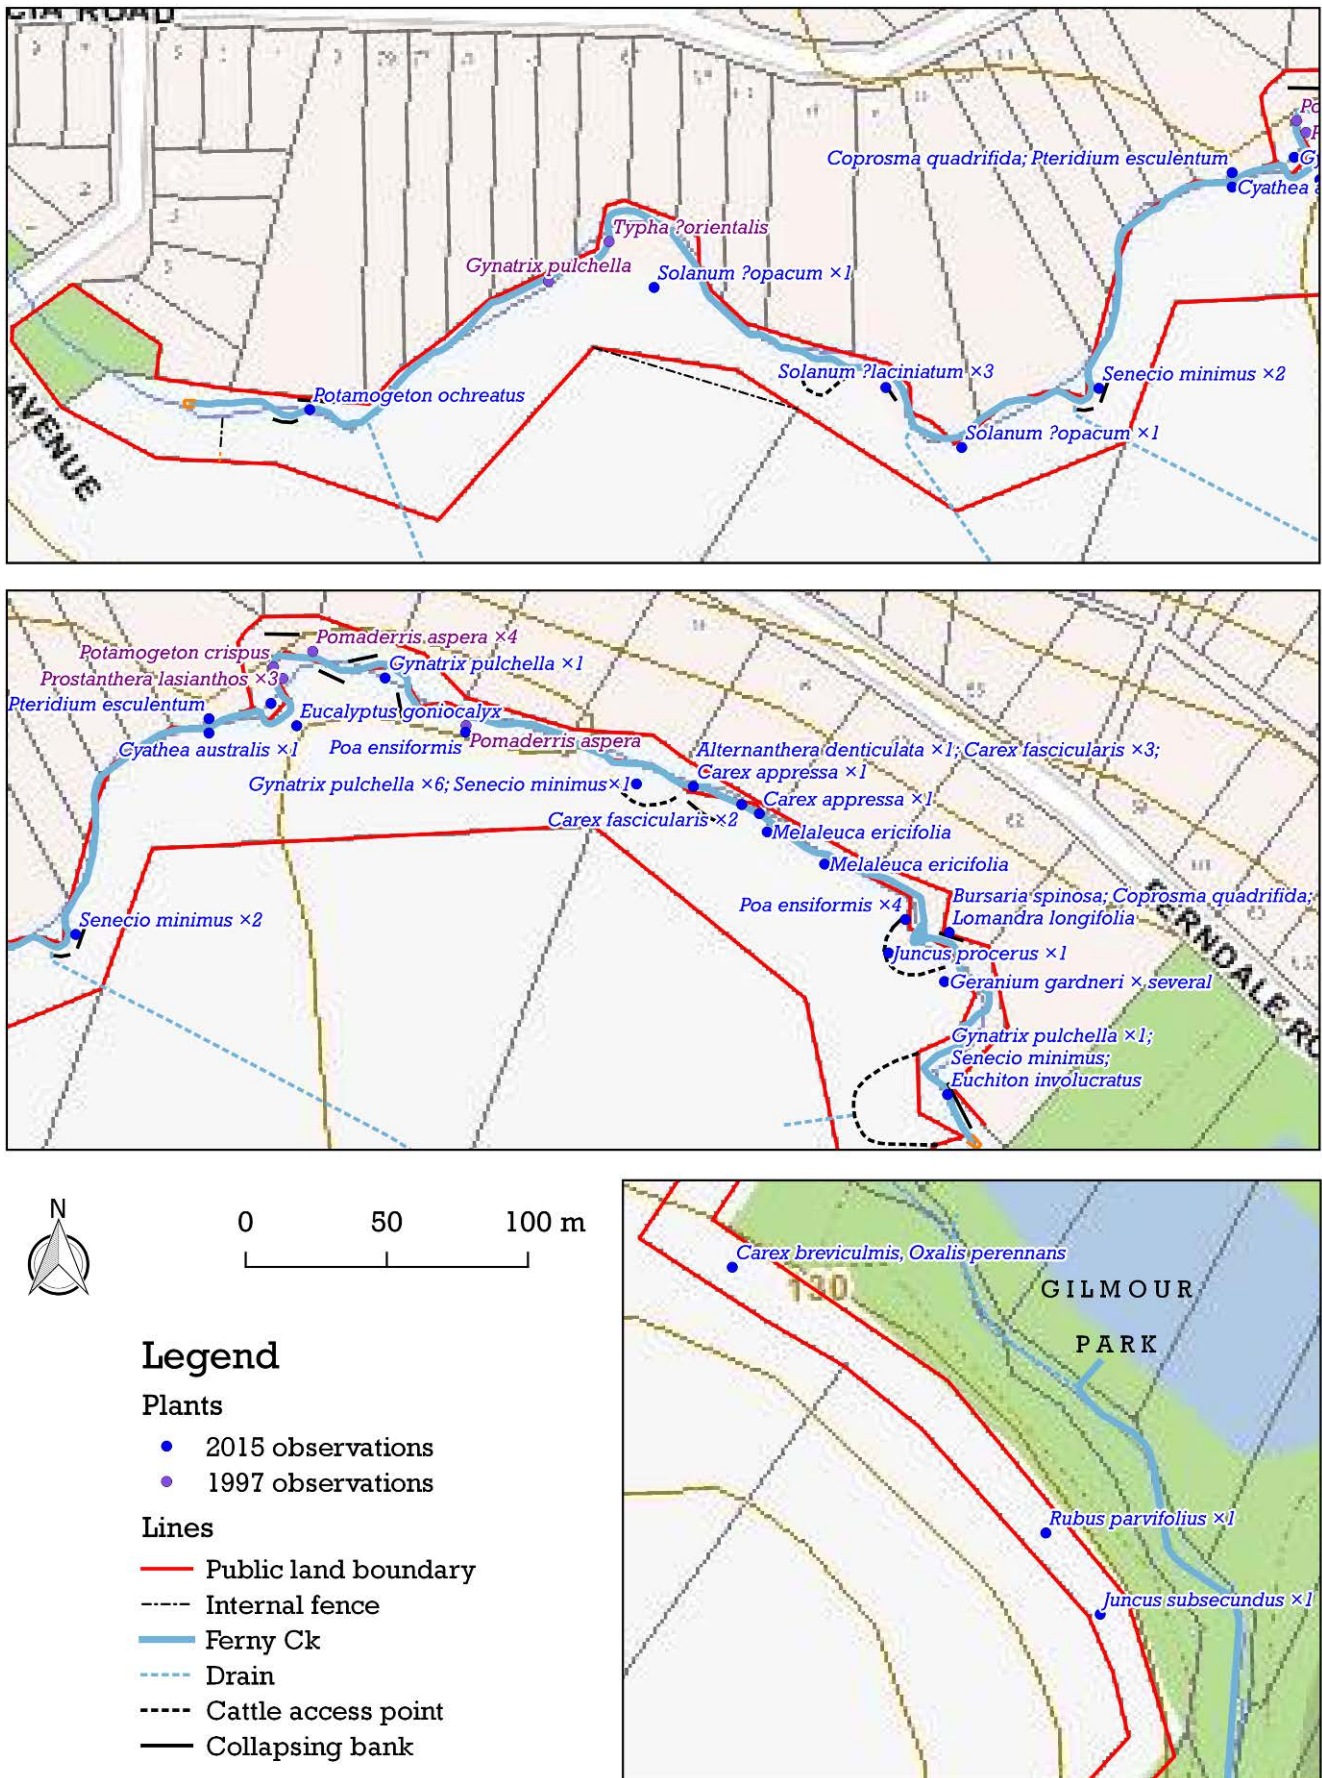 GIA ROAD
Po
P
Coprosma quadrifida; Pteridium esculentum
G
Cyathea a
Typha ?orientalis
Gynatrix pulchella
Solanum ?opacum ×1
Solanum ?laciniatum ×3
Senecio minimus ×2
Potamogeton ochreatus
Solanum ?opacum ×1
AVENUE
Pomaderris aspera ×4
Potamogeton crispus
Gynatrix pulchella ×1
Prostanthera lasianthos ×3
Pteridium esculentum
Eucalyptus goniocalyx
Cyathea australis ×1
Poa ensiformis
Pomaderris aspera
Alternanthera denticulata ×1; Carex fascicularis ×3;
Carex appressa ×1
Gynatrix pulchella ×6; Senecio minimus×1
Carex appressa ×1
Carex fascicularis ×2
Melaleuca ericifolia
Melaleuca ericifolia
Bursaria spinosa; Coprosma quadrifida;
Lomandra longifolia
Poa ensiformis ×4
Senecio minimus ×2
Juncus procerus ×1
Geranium gardneri × several
FERNDALE RO
Gynatrix pulchella ×1;
Senecio minimus;
Euchiton involucratus
N
0 50 100 m
Legend
Plants
2015 observations
1997 observations
Lines
Public land boundary
Internal fence
Ferny Ck
Drain
Cattle access point
Collapsing bank
Carex breviculmis, Oxalis perennans
130
GILMOUR
PARK
Rubus parvifolius ×1
Juncus subsecundus ×1